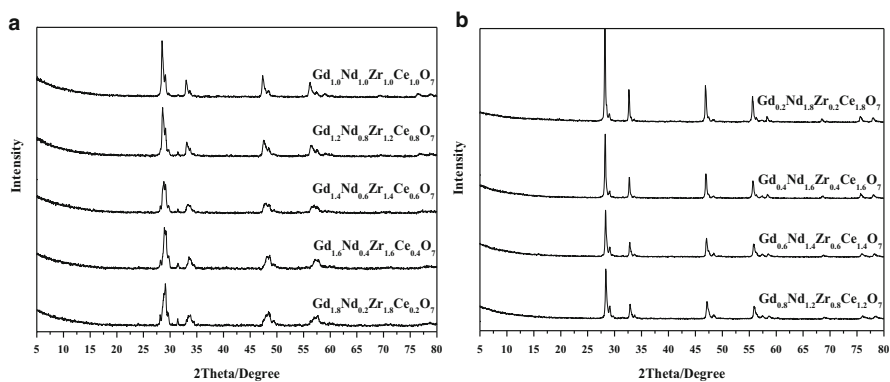 a
Gd1.0Nd1.0Zr1.0Ce1.0O7
Gd1.2Nd0.8Zr1.2Ce0.8O7
Gd1.4Nd0.6Zr1.4Ce0.6O7
Gd1.6Nd0.4Zr1.6Ce0.4O7
Gd1.8Nd0.2Zr1.8Ce0.2O7
Intensity
5 10 15 20 25 30 35 40 45 50 55 60 65 70 75 80
2Theta/Degree
b
Gd0.2Nd1.8Zr0.2Ce1.8O7
Gd0.4Nd1.6Zr0.4Ce1.6O7
Gd0.6Nd1.4Zr0.6Ce1.4O7
Gd0.8Nd1.2Zr0.8Ce1.2O7
Intensity
5 10 15 20 25 30 35 40 45 50 55 60 65 70 75 80
2Theta/Degree